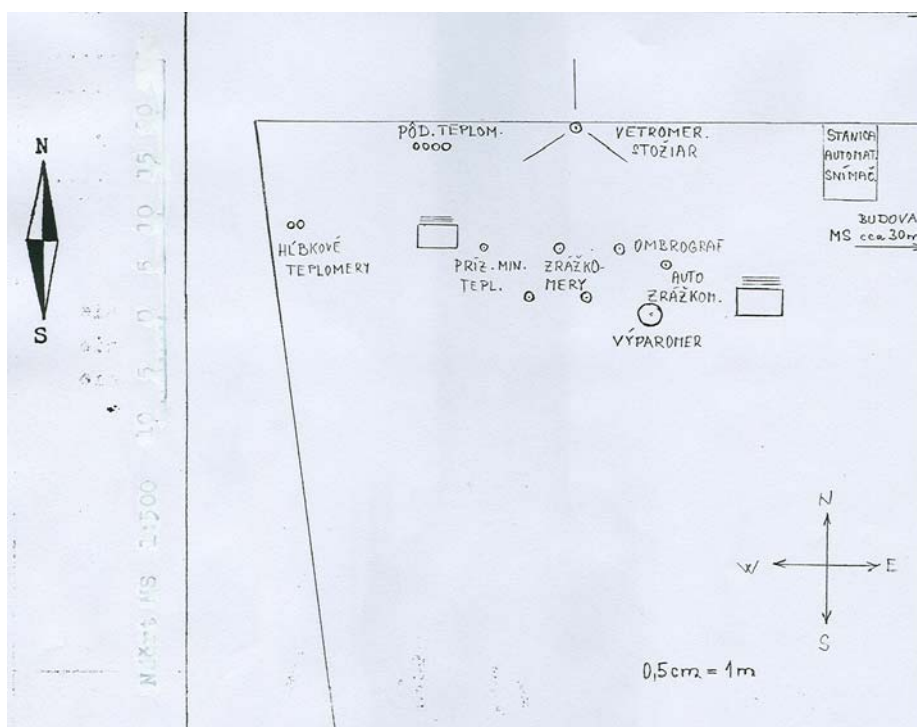 N
S
PÔD. TEPLOM.
VETROMER.
STOŽIAR
STANICA
AUTOMAT.
SNÍMAČ.
HĹBKOVÉ
TEPLOMERY
PRÍZ. MIN.
TEPL.
ZRÁŽKO-
MERY
OMBROGRAF
AUTO
ZRÁŽKOM.
VÝPAROMER
BUDOVA
MS cca 30m
N
W
E
S
0,5cm = 1m